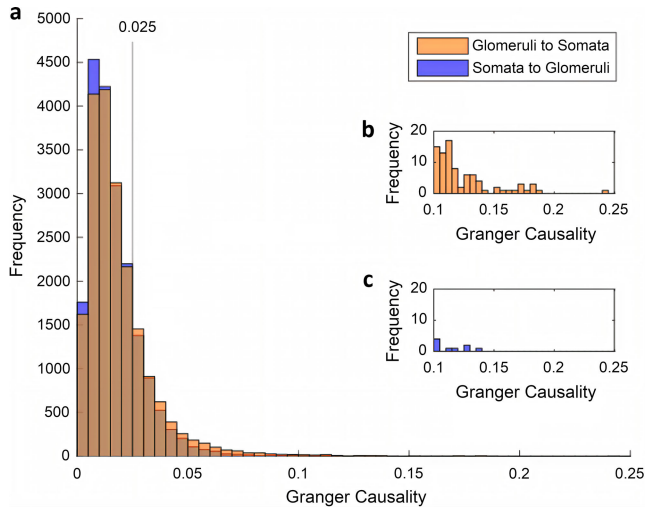 a
0.025
5000
4500
4000
3500
3000
2500
2000
1500
1000
500
0
Frequency
0 0.05 0.1 0.15 0.2 0.25
Granger Causality
Glomeruli to Somata
Somata to Glomeruli
b
20
10
0
Frequency
0.1 0.15 0.2 0.25
Granger Causality
c
20
10
0
Frequency
0.1 0.15 0.2 0.25
Granger Causality